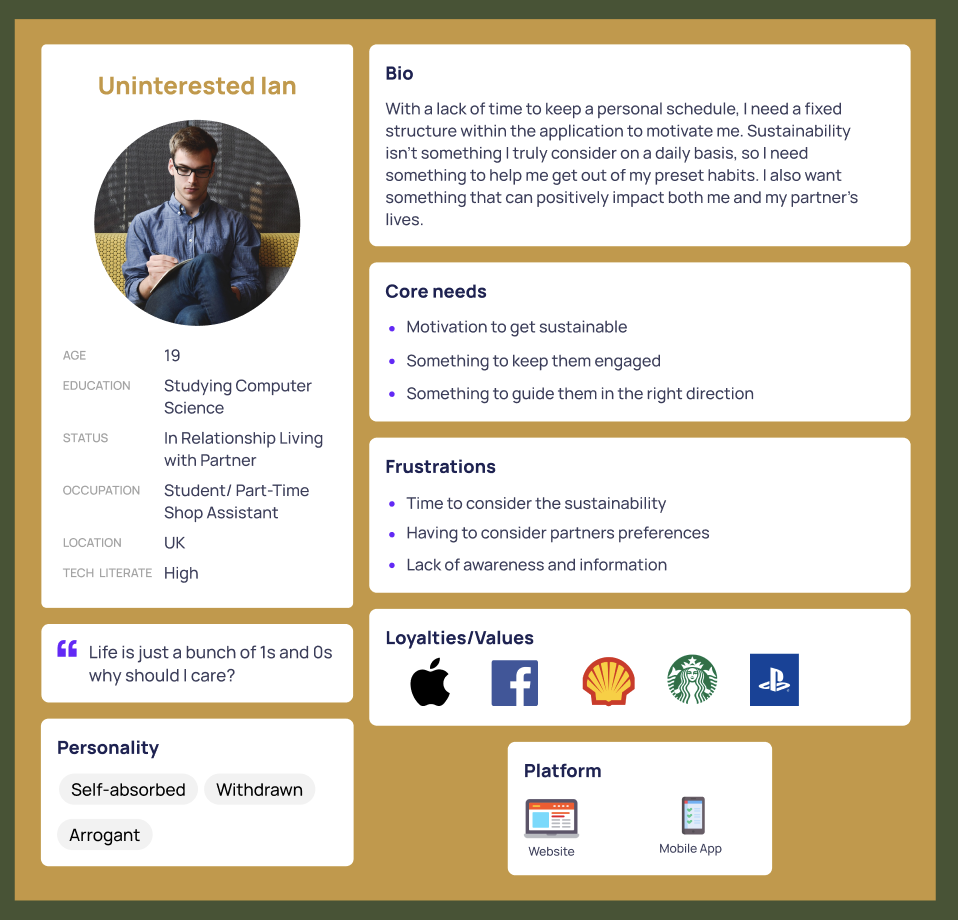 Uninterested Ian
AGE 19
EDUCATION Studying Computer
Science
STATUS In Relationship Living
with Partner
OCCUPATION Student/ Part-Time
Shop Assistant
LOCATION UK
TECH LITERATE High
Life is just a bunch of 1s and 0s
why should I care?
Personality
Self-absorbed Withdrawn
Arrogant
Bio
With a lack of time to keep a personal schedule, I need a fixed
structure within the application to motivate me. Sustainability
isn't something I truly consider on a daily basis, so I need
something to help me get out of my preset habits. I also want
something that can positively impact both me and my partner's
lives.
Core needs
• Motivation to get sustainable
• Something to keep them engaged
• Something to guide them in the right direction
Frustrations
• Time to consider the sustainability
• Having to consider partners preferences
• Lack of awareness and information
Loyalties/Values
Platform
Website Mobile App